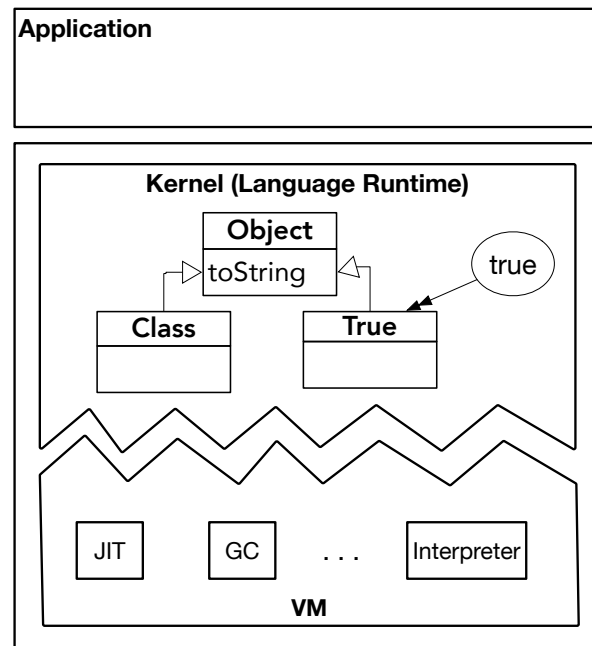 Application
Kernel (Language Runtime)
Object
toString
true
Class
True
JIT
GC
. . .
Interpreter
VM